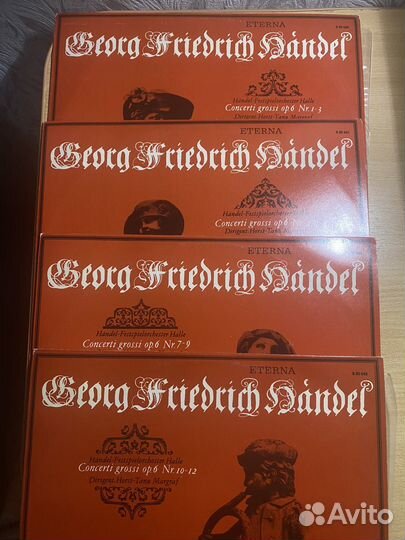 ETERNA
Georg Friedrich Händel
Händel-Festspielorchester Halle
Concerti grossi op 6 Nr. 1-3
Dirigent Horst-Tanu Margraf
ETERNA
Georg Friedrich Händel
Händel-Festspielorchester
Concerti grossi op 6
Dirigent: Horst-Tanu
ETERNA
Georg Friedrich Händel
Händel-Festspielorchester Halle
Concerti grossi op 6 Nr. 7-9
ETERNA
Georg Friedrich Händel
Händel-Festspielorchester Halle
Concerti grossi op 6 Nr. 10-12
Dirigent: Horst-Tanu Margraf
Avito